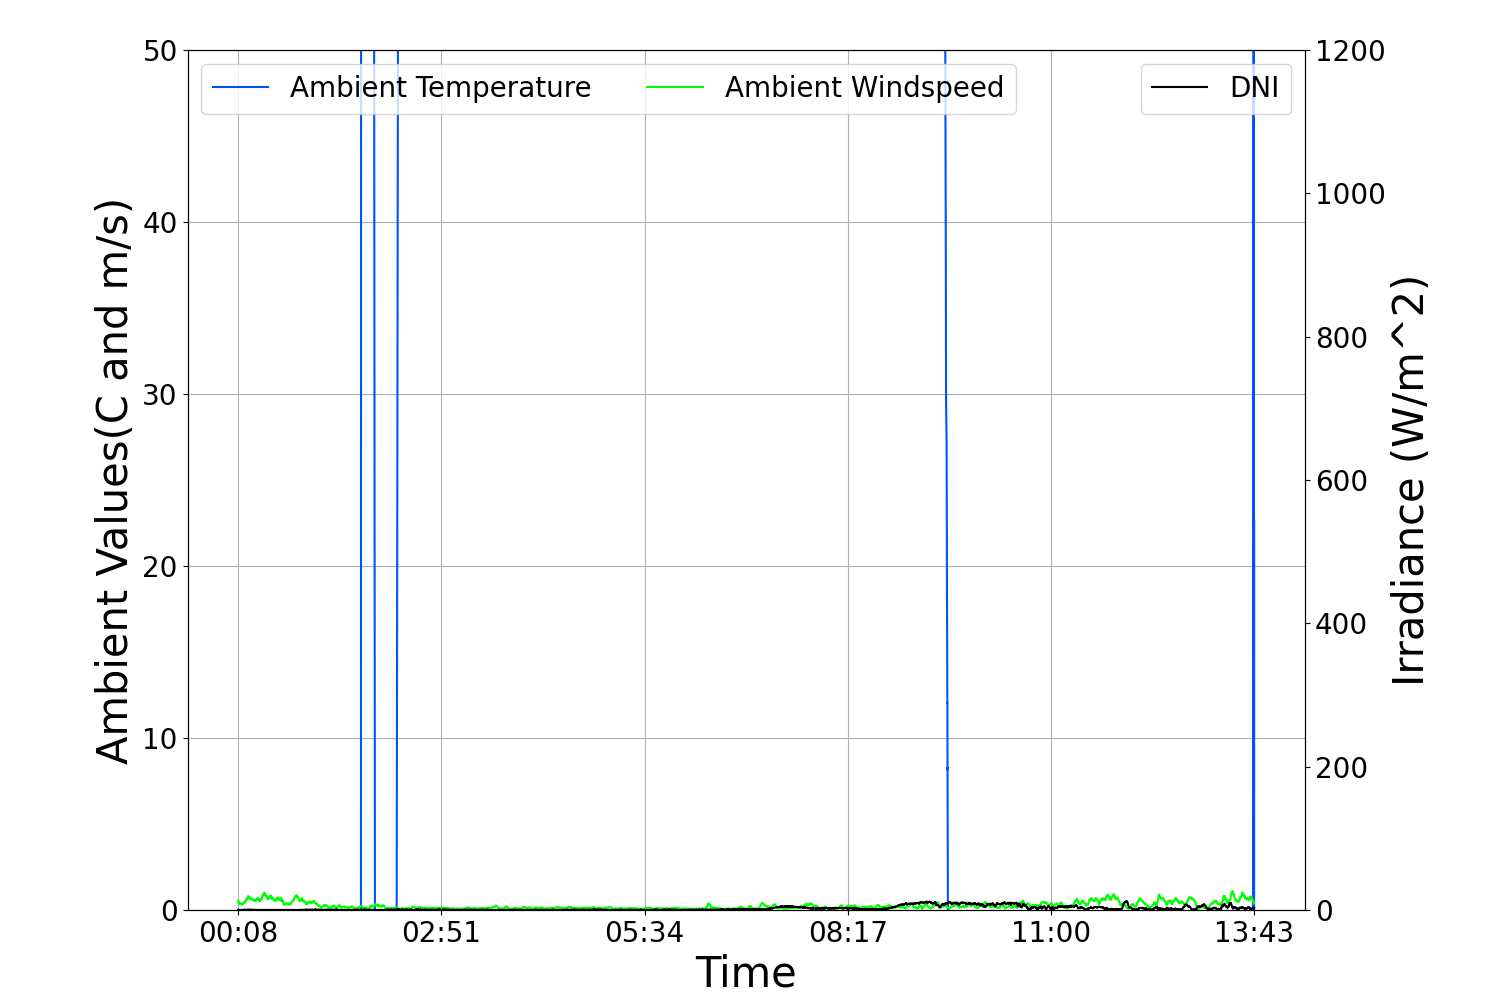 Ambient Temperature
Ambient Windspeed
DNI
50
40
30
20
10
0
Ambient Values(C and m/s)
1200
1000
800
600
400
200
0
Irradiance (W/m^2)
00:08 02:51 05:34 08:17 11:00 13:43
Time